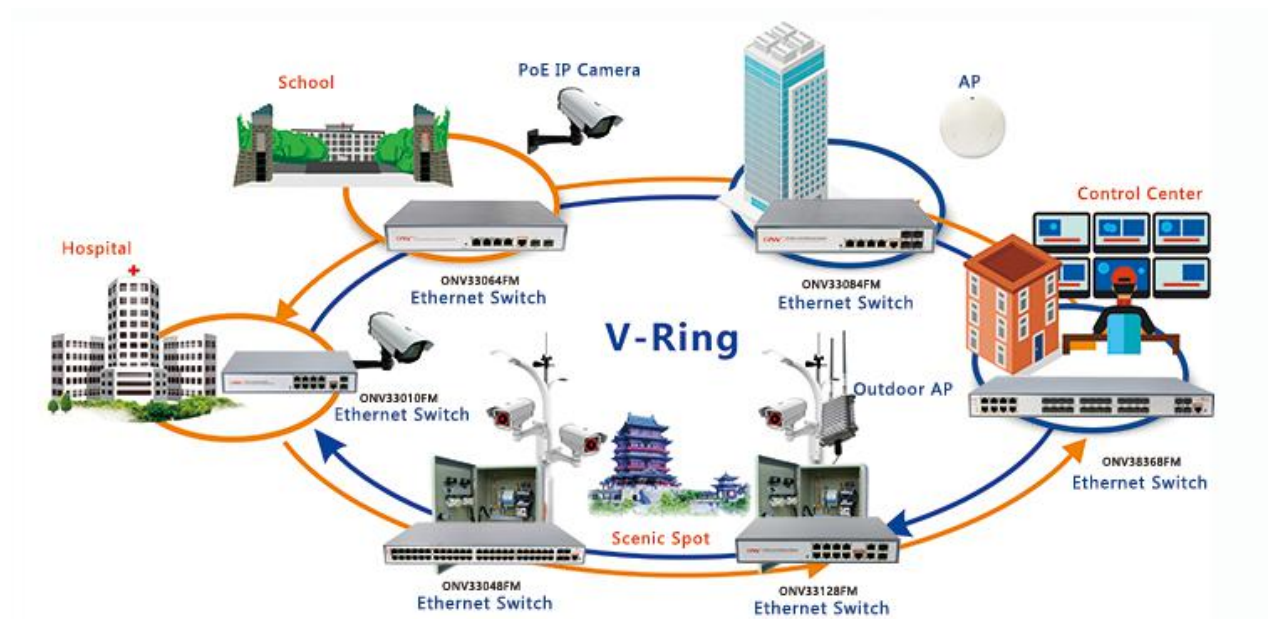 School
PoE IP Camera
AP
Control Center
Hospital
ONV33064FM
Ethernet Switch
ONV33084FM
Ethernet Switch
V-Ring
ONV33010FM
Ethernet Switch
Outdoor AP
ONV38368FM
Ethernet Switch
Scenic Spot
ONV33048FM
Ethernet Switch
ONV33128FM
Ethernet Switch